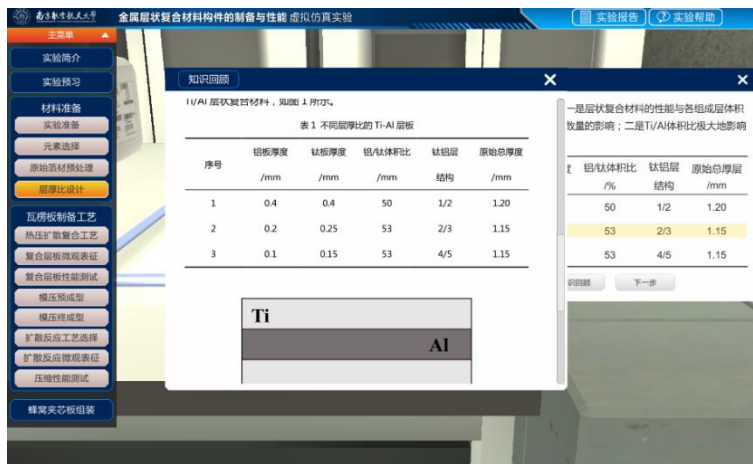 南京航空航天大学
金属层状复合材料构件的制备与性能 虚拟仿真实验
实验报告
实验帮助
主菜单
实验简介
实验预习
材料准备
实验准备
元素选择
原始箔材预处理
层厚比设计
瓦楞板制备工艺
热压扩散复合工艺
复合层板微观表征
复合层板性能测试
模压预成型
模压终成型
扩散反应工艺选择
扩散反应微观表征
压缩性能测试
蜂窝夹芯板组装
知识回顾
Ti/Al 层状复合材料，如图 1 所示。
表 1 不同层厚比的 Ti-Al 层板
序号 铝板厚度 /mm 钛板厚度 /mm 铝/钛体积比 /mm 钛铝层 结构 原始总厚度 /mm
1 0.4 0.4 50 1/2 1.20
2 0.2 0.25 53 2/3 1.15
3 0.1 0.15 53 4/5 1.15
Ti
Al
一是层状复合材料的性能与各组成层体积
数量的影响；二是Ti/Al体积比极大地影响
铝/钛体积比 /% 钛铝层 结构 原始总厚层 /mm
50 1/2 1.20
53 2/3 1.15
53 4/5 1.15
知识回顾
下一步